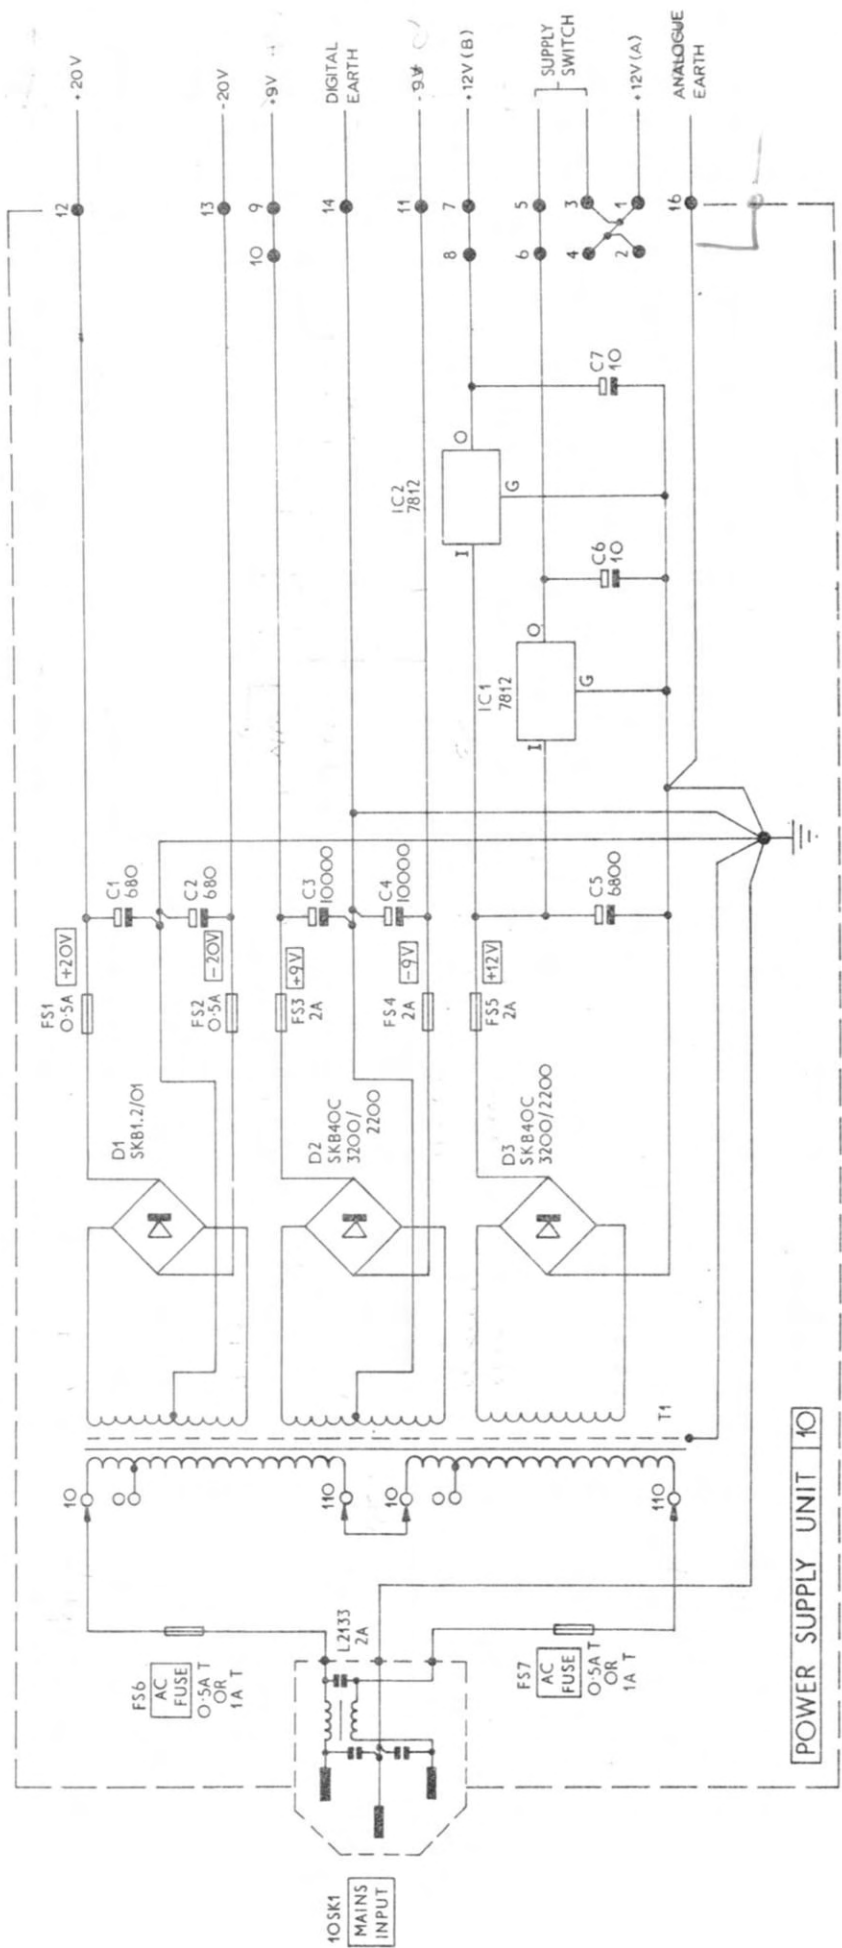 10SK1
MAINS
INPUT
FS6
AC
FUSE
0·5A T
OR
1A T
L2133
2A
FS7
AC
FUSE
0·5A T
OR
1A T
10
0
110
10
0
110
T1
D1
SKB1.2/01
D2
SKB40C
3200/
2200
D3
SKB40C
3200/2200
FS1
0·5A
+20V
FS2
0·5A
-20V
FS3
2A
+9V
FS4
2A
-9V
FS5
2A
+12V
C1
680
C2
680
C3
10000
C4
10000
C5
6800
IC1
7812
I
O
G
C6
10
IC2
7812
I
O
G
C7
10
12
+20V
13
-20V
10
9
+9V
14
DIGITAL
EARTH
11
-9V
8
7
+12V(B)
6
5
4
3
SUPPLY
SWITCH
2
1
+12V(A)
16
ANALOGUE
EARTH
POWER SUPPLY UNIT 10